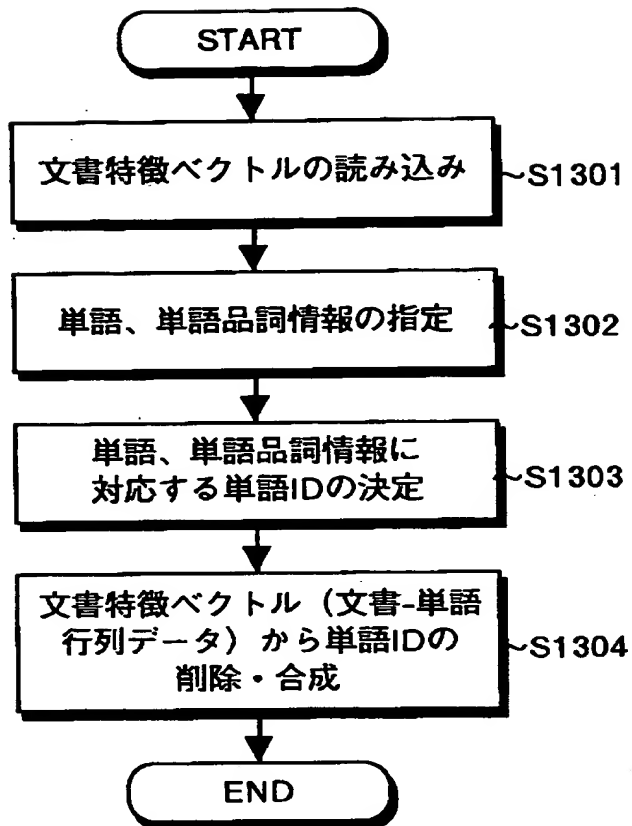 START
文書特徴ベクトルの読み込み
~S1301
単語、単語品詞情報の指定
~S1302
単語、単語品詞情報に
対応する単語IDの決定
~S1303
文書特徴ベクトル（文書-単語
行列データ）から単語IDの
削除・合成
~S1304
END